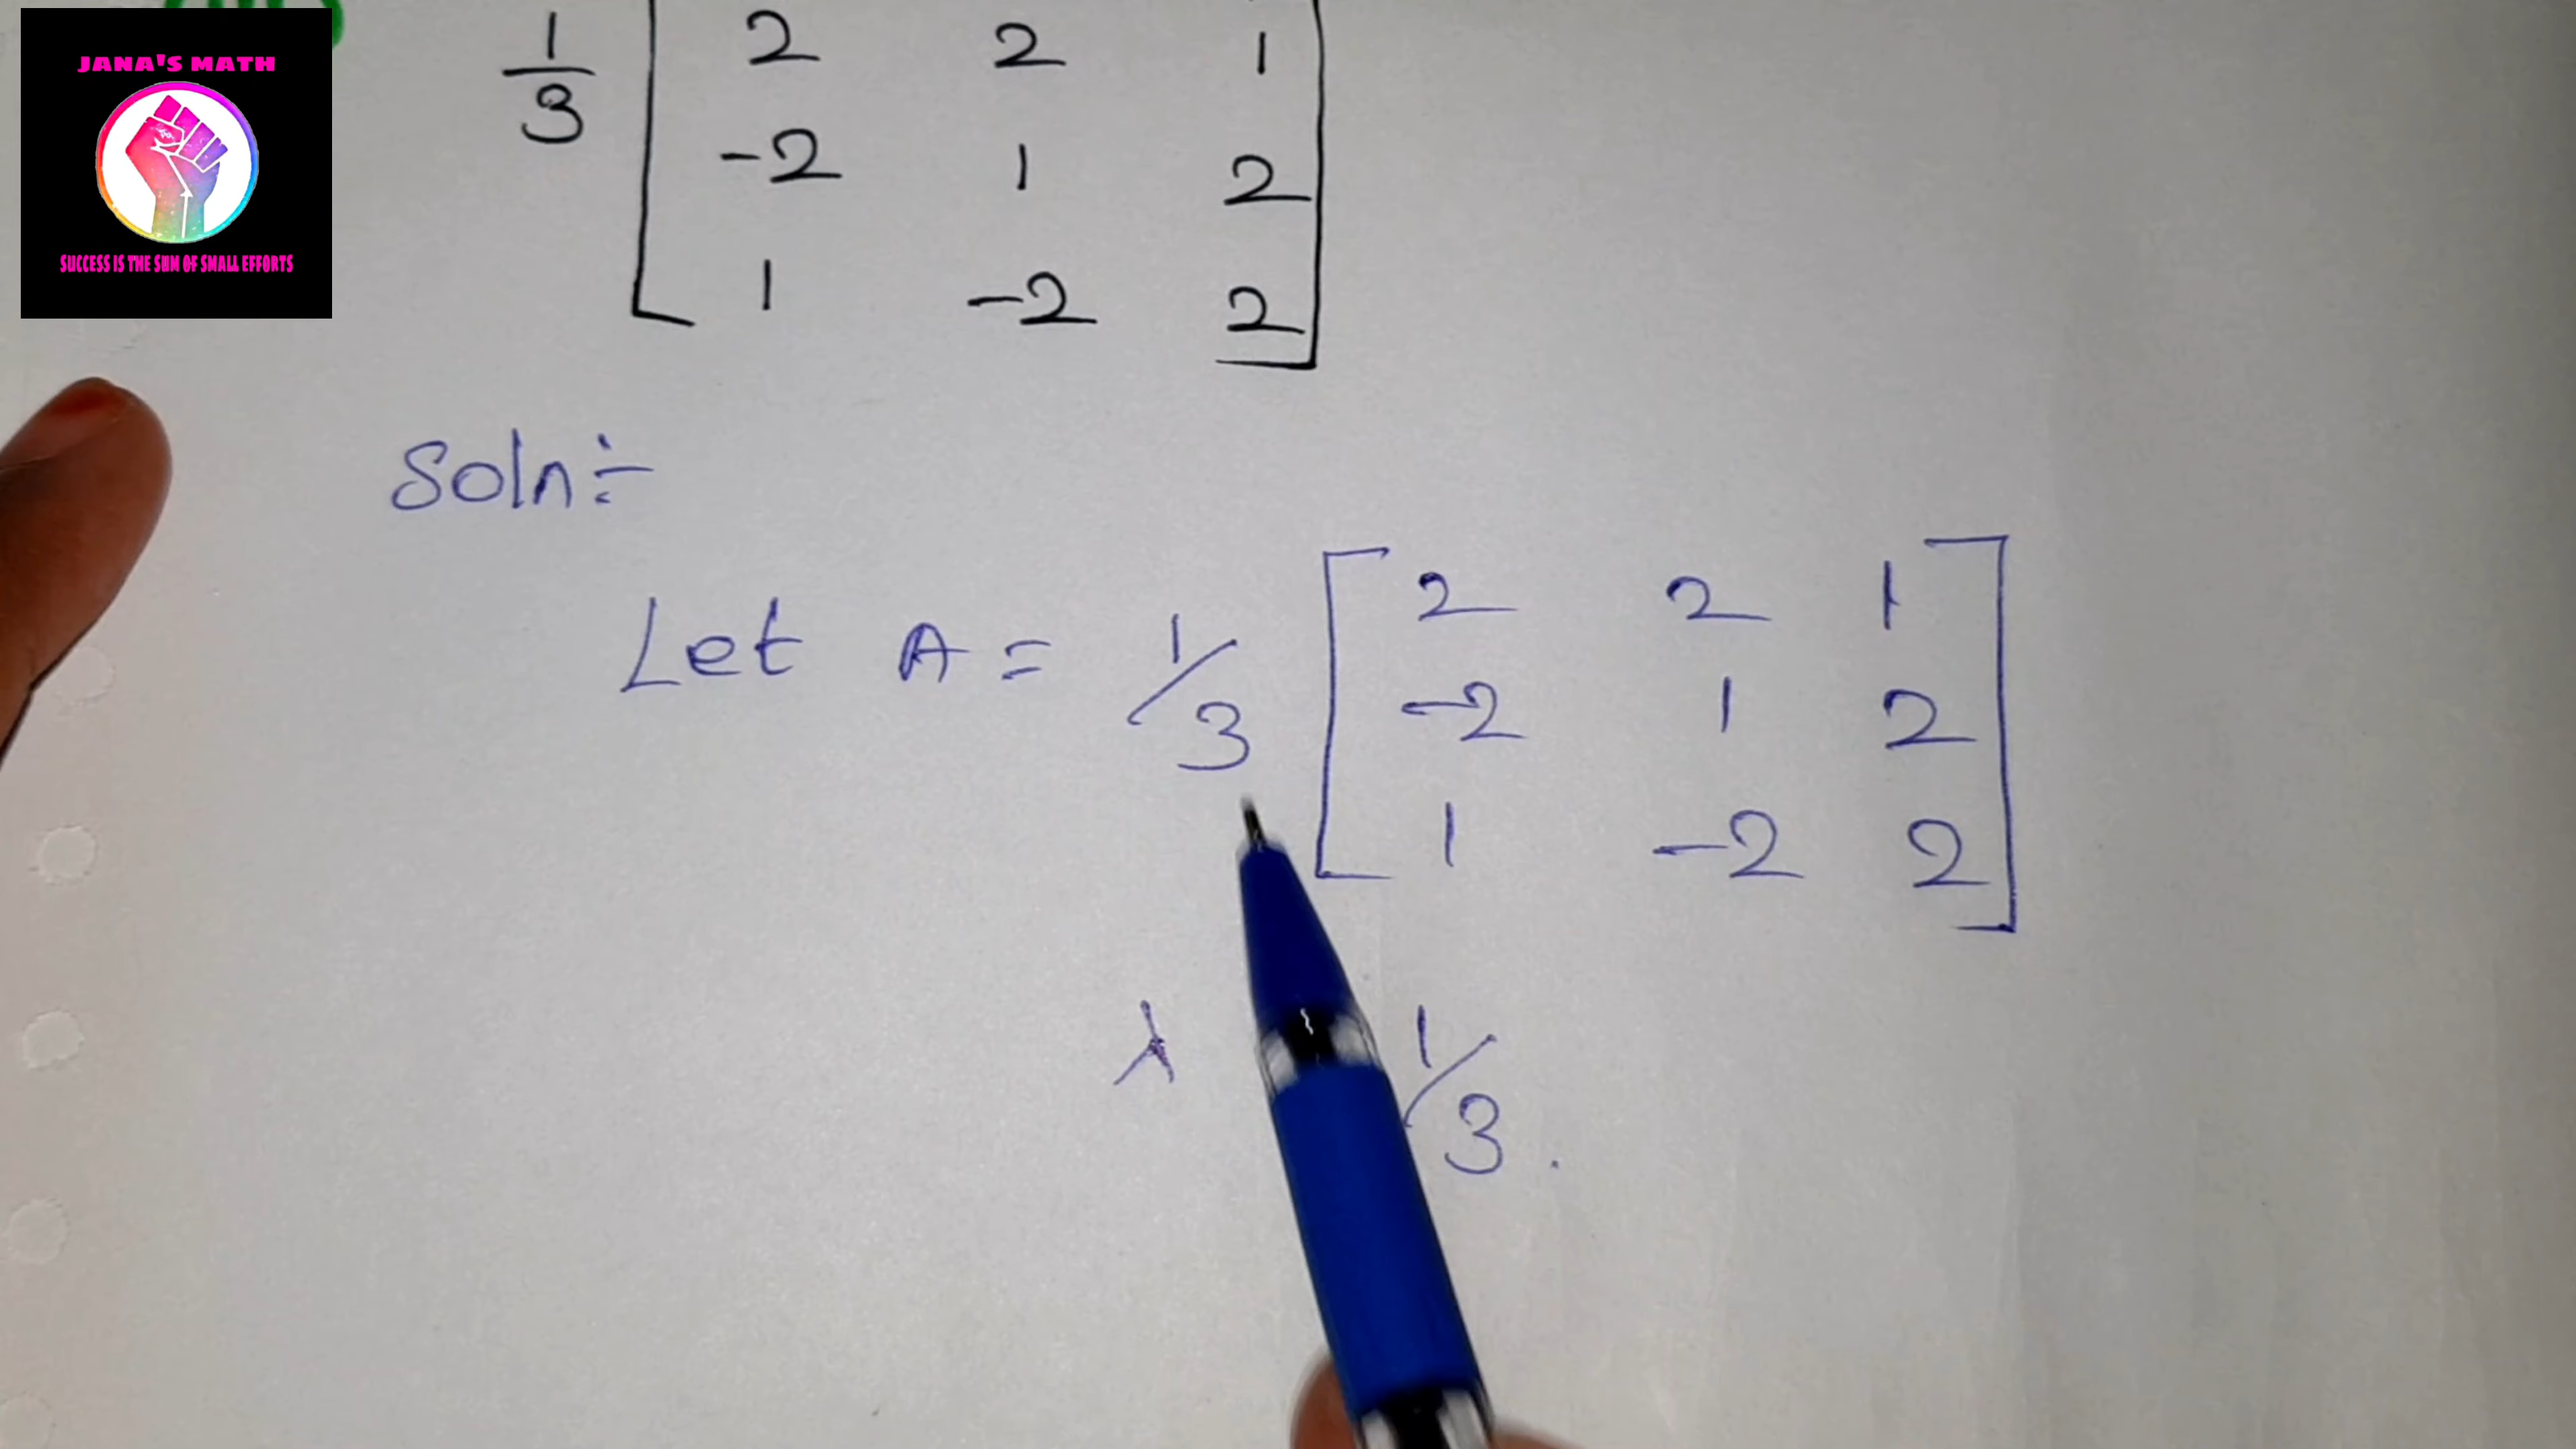 JANA'S MATH
SUCCESS IS THE SUM OF SMALL EFFORTS
1/3 [ 2 2 1
-2 1 2
1 -2 2 ]
Soln:-
Let A = 1/3 [ 2 2 1
-2 1 2
1 -2 2 ]
λ 1/3.